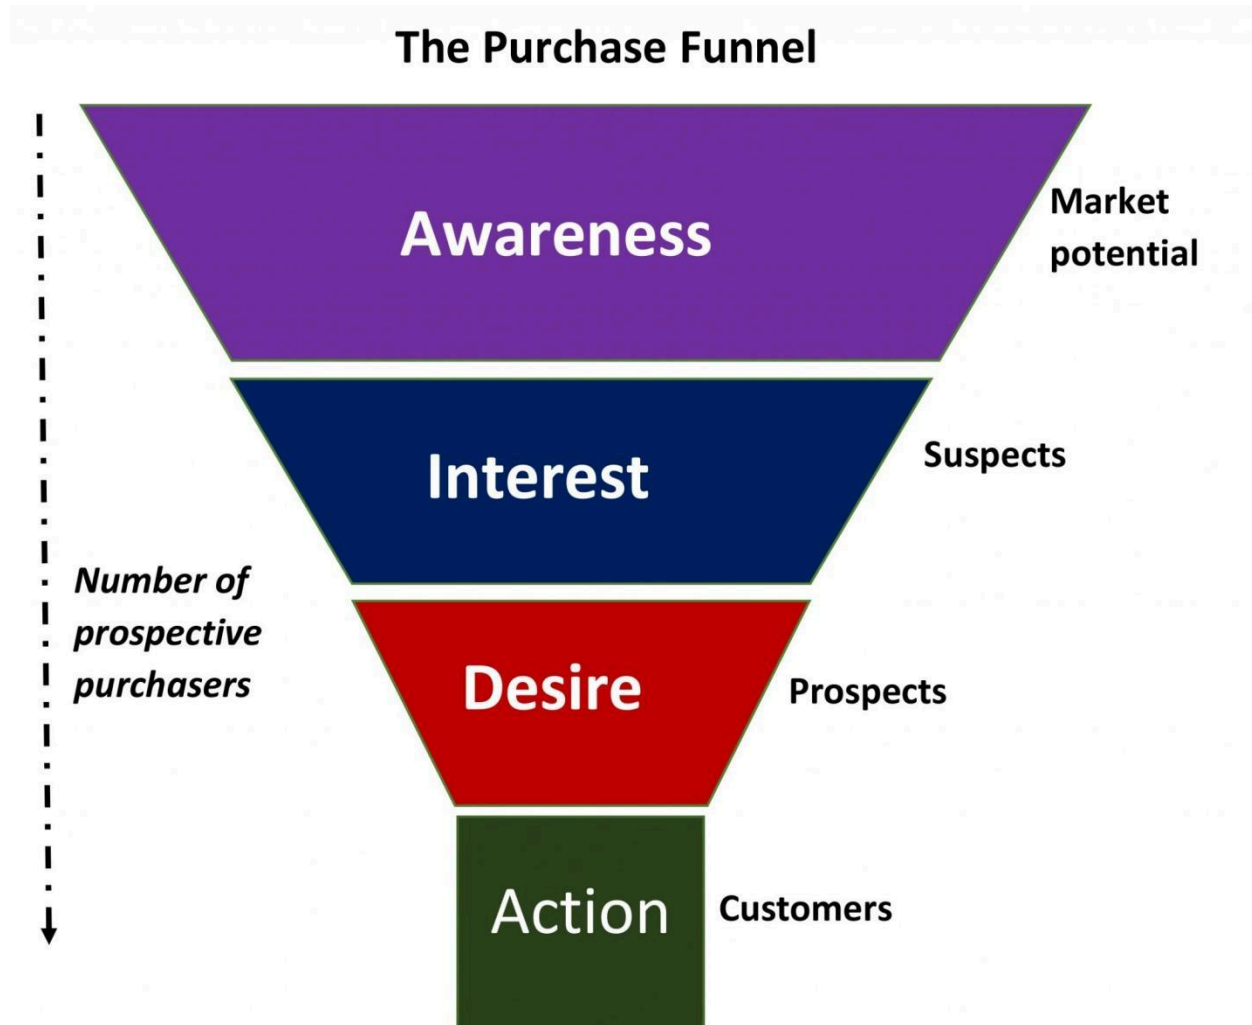 The Purchase Funnel
Awareness
Market
potential
Interest
Suspects
Number of
prospective
purchasers
Desire
Prospects
Action
Customers